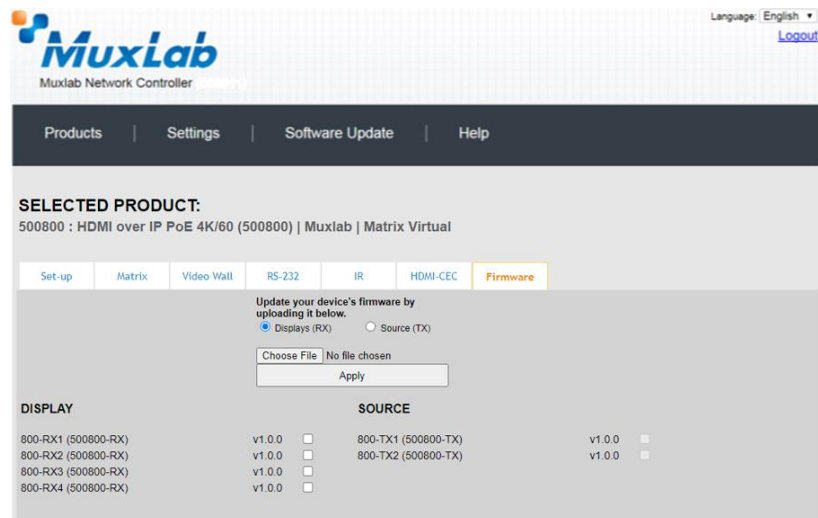 Language: English
Logout
MuxLab
Muxlab Network Controller
Products | Settings | Software Update | Help
SELECTED PRODUCT:
500800 : HDMI over IP PoE 4K/60 (500800) | Muxlab | Matrix Virtual
Set-up Matrix Video Wall RS-232 IR HDMI-CEC Firmware
Update your device's firmware by
uploading it below.
Displays (RX) Source (TX)
Choose File No file chosen
Apply
DISPLAY SOURCE
800-RX1 (500800-RX) v1.0.0 800-TX1 (500800-TX) v1.0.0
800-RX2 (500800-RX) v1.0.0 800-TX2 (500800-TX) v1.0.0
800-RX3 (500800-RX) v1.0.0
800-RX4 (500800-RX) v1.0.0